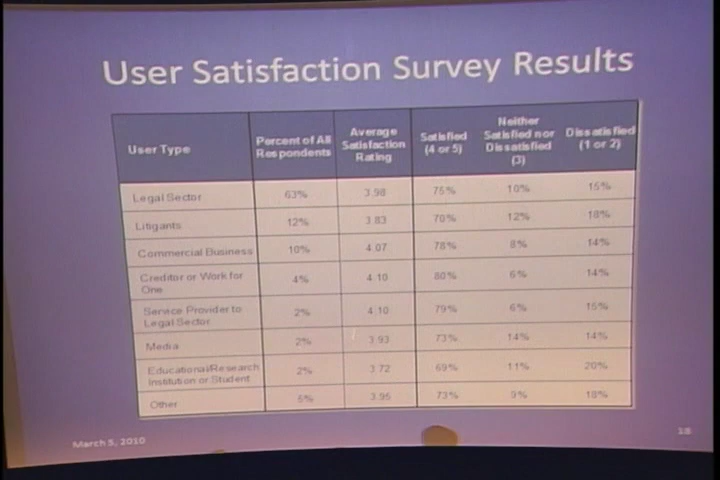 User Satisfaction Survey Results
User Type
Percent of All
Respondents
Average
Satisfaction
Rating
Satisfied
(4 or 5)
Neither
Satisfied nor
Dissatisfied
(3)
Dissatisfied
(1 or 2)
Legal Sector 63% 3.98 75% 10% 15%
Litigants 12% 3.83 70% 12% 18%
Commercial Business 10% 4.07 78% 8% 14%
Creditor or Work for
One 4% 4.10 80% 6% 14%
Service Provider to
Legal Sector 2% 4.10 79% 6% 15%
Media 2% 3.93 73% 14% 14%
Educational/Research
Institution or Student 2% 3.72 69% 11% 20%
Other 5% 3.95 73% 9% 18%
March 5, 2010
18